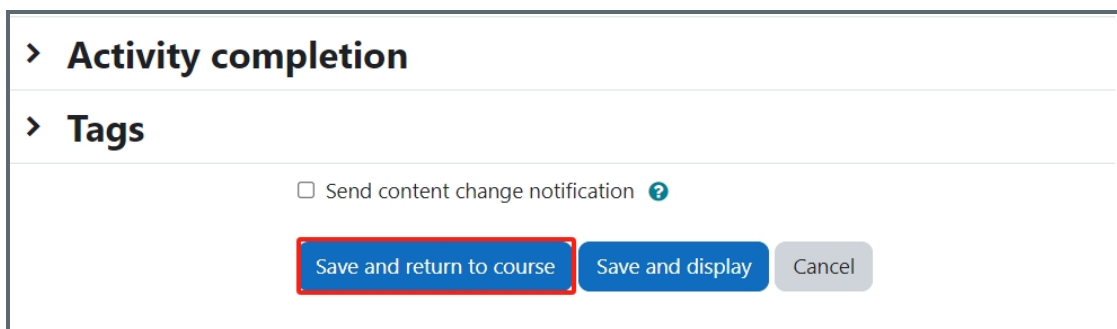 Activity completion
Tags
Send content change notification ?
Save and return to course Save and display Cancel